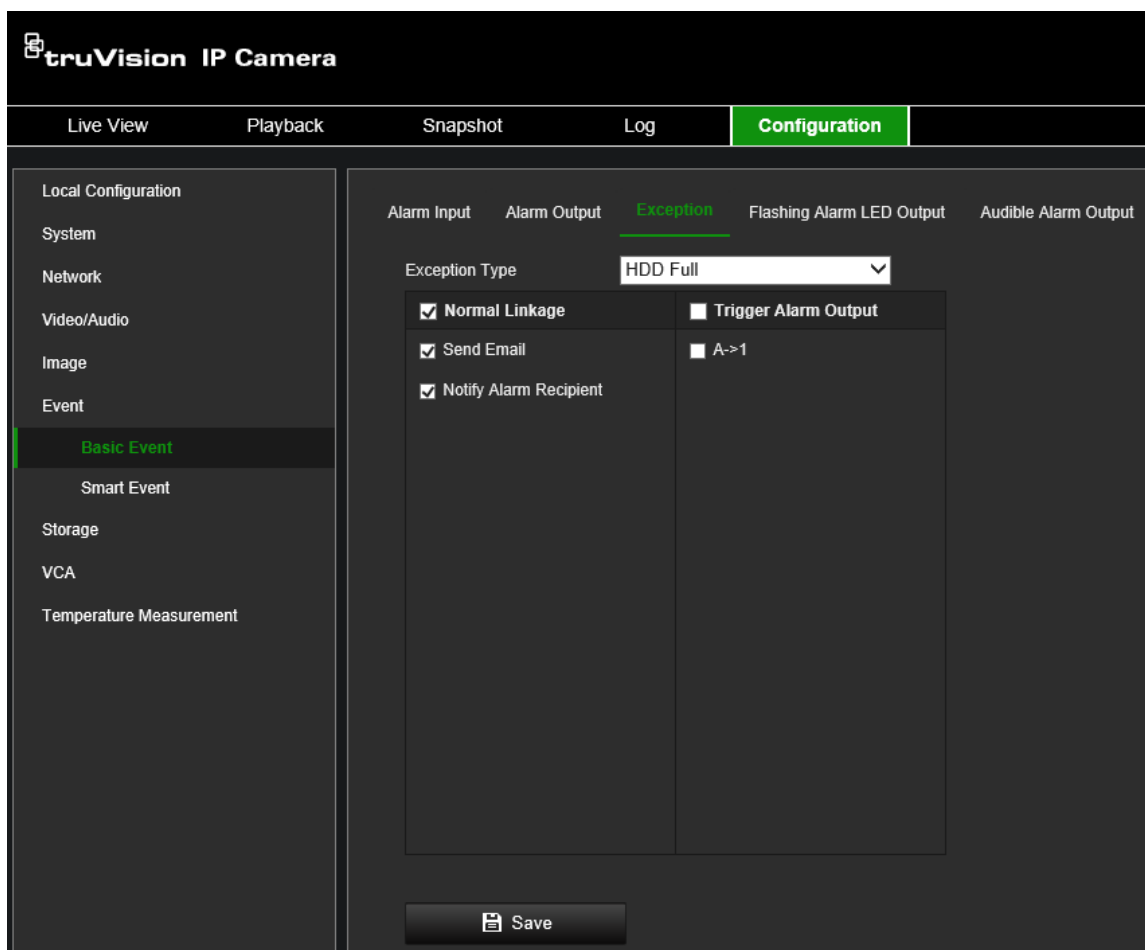 truVision IP Camera
Live View Playback Snapshot Log Configuration
Local Configuration
System
Network
Video/Audio
Image
Event
Basic Event
Smart Event
Storage
VCA
Temperature Measurement
Alarm Input Alarm Output Exception Flashing Alarm LED Output Audible Alarm Output
Exception Type HDD Full
Normal Linkage Trigger Alarm Output
Send Email A->1
Notify Alarm Recipient
Save